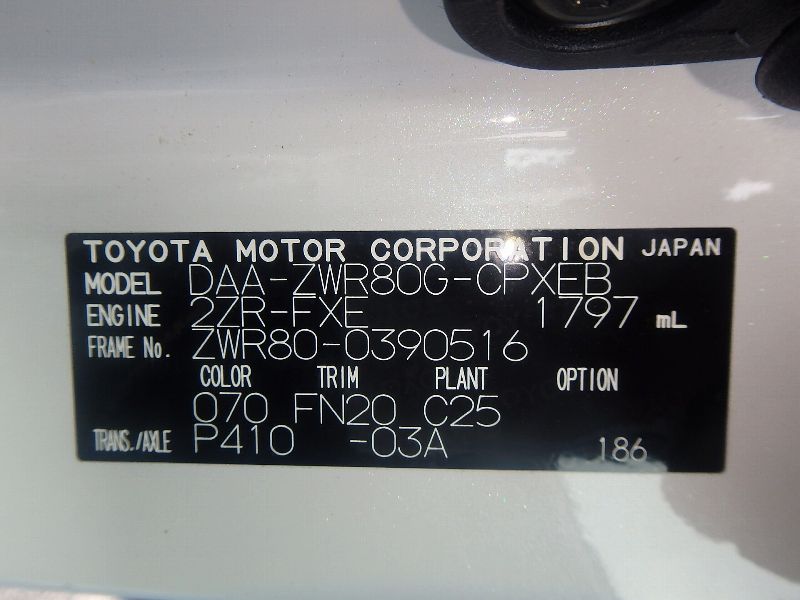 TOYOTA MOTOR CORPORATION JAPAN
MODEL DAA-ZWR80G-CPXEB
ENGINE 2ZR-FXE 1797 mL
FRAME No. ZWR80-0390516
COLOR TRIM PLANT OPTION
070 FN20 C25
TRANS./AXLE P410 -03A 186